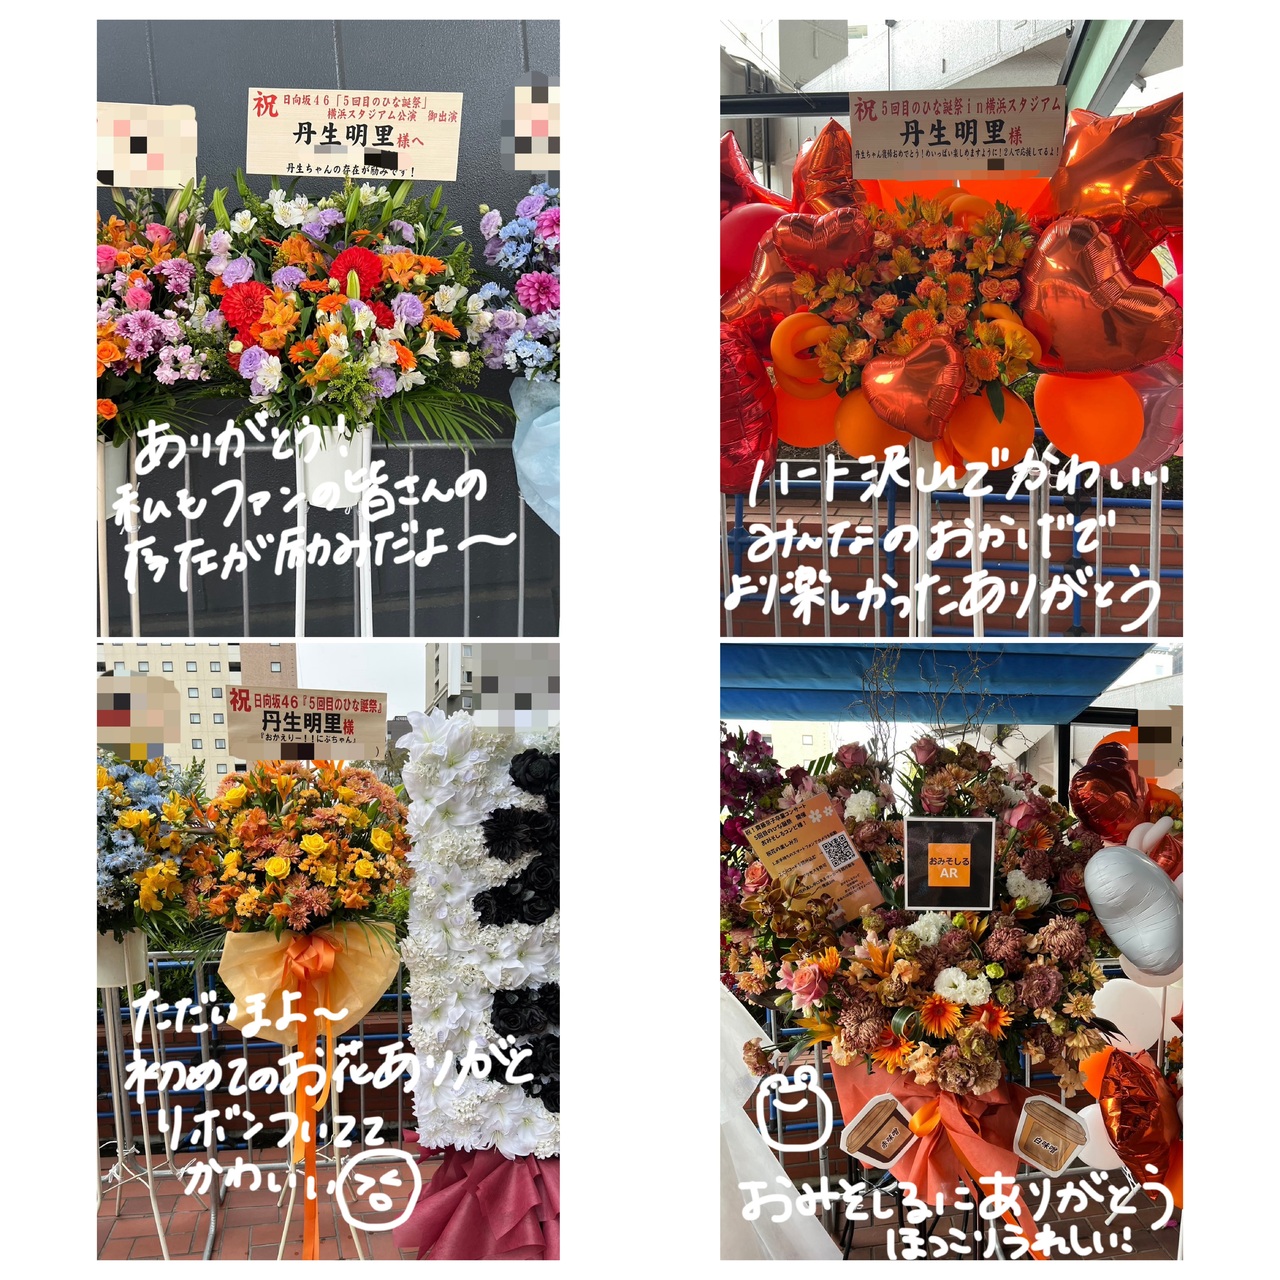 祝
日向坂46「5回目のひな誕祭」
横浜スタジアム公演 御出演
丹生明里様へ
丹生ちゃんの存在が励みです!
ありがとう!
私もファンの皆さんの
存在が励みだよ〜
祝 5回目のひな誕祭in横浜スタジアム
丹生明里様
丹生ちゃん復帰おめでとう!めいっぱい楽しめますように!2人で応援してるよ!
ハート沢山でかわいい
みんなのおかげで
より楽しかったありがとう
祝
日向坂46『5回目のひな誕祭』
丹生明里様
『おかえりー!!にぶちゃん』
ただいまよ〜
初めてのお花ありがと
リボンついてて
かわいい
おみそしる
AR
赤味噌
白味噌
おみそしるにありがとう
ほっこりうれしい!